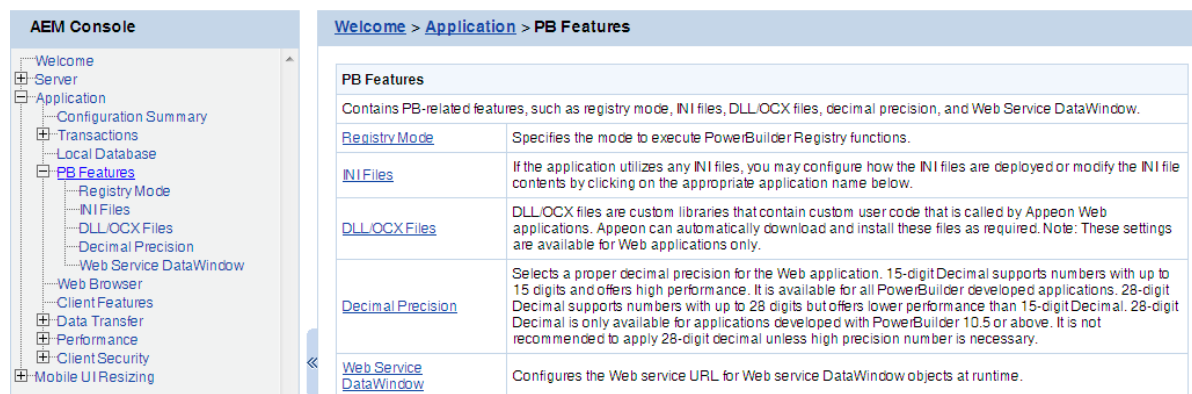 AEM Console
Welcome
Server
Application
Configuration Summary
Transactions
Local Database
PB Features
Registry Mode
INI Files
DLL/OCX Files
Decimal Precision
Web Service DataWindow
Web Browser
Client Features
Data Transfer
Performance
Client Security
Mobile UI Resizing
«
Welcome > Application > PB Features
PB Features
Contains PB-related features, such as registry mode, INI files, DLL/OCX files, decimal precision, and Web Service DataWindow.
Registry Mode
Specifies the mode to execute PowerBuilder Registry functions.
INI Files
If the application utilizes any INI files, you may configure how the INI files are deployed or modify the INI file
contents by clicking on the appropriate application name below.
DLL/OCX Files
DLL/OCX files are custom libraries that contain custom user code that is called by Appeon Web
applications. Appeon can automatically download and install these files as required. Note: These settings
are available for Web applications only.
Decimal Precision
Selects a proper decimal precision for the Web application. 15-digit Decimal supports numbers with up to
15 digits and offers high performance. It is available for all PowerBuilder developed applications. 28-digit
Decimal supports numbers with up to 28 digits but offers lower performance than 15-digit Decimal. 28-digit
Decimal is only available for applications developed with PowerBuilder 10.5 or above. It is not
recommended to apply 28-digit decimal unless high precision number is necessary.
Web Service
DataWindow
Configures the Web service URL for Web service DataWindow objects at runtime.